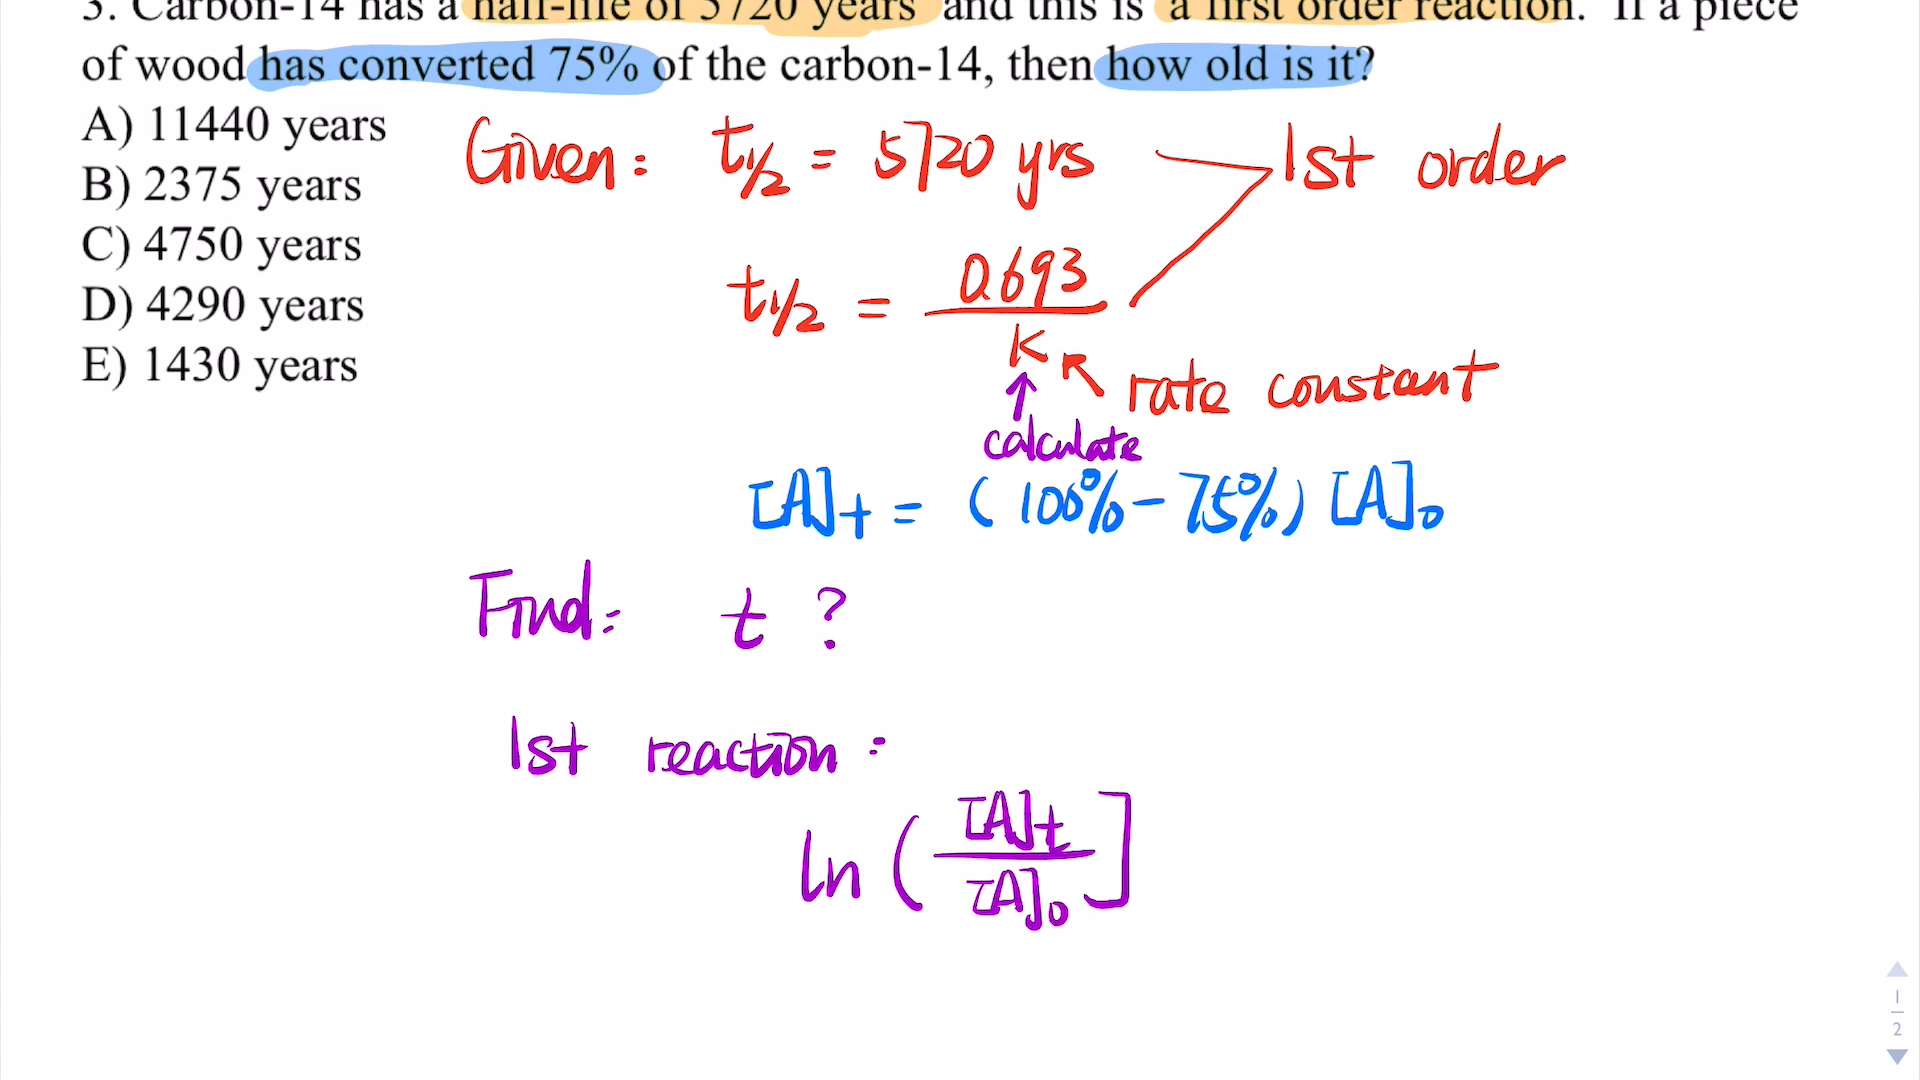 3. Carbon-14 has a half-life of 5720 years and this is a first order reaction. If a piece
of wood has converted 75% of the carbon-14, then how old is it?
A) 11440 years
B) 2375 years
C) 4750 years
D) 4290 years
E) 1430 years
Given: t1/2 = 5720 yrs 1st order
t1/2 = 0.693 / K
rate constant
calculate
[A]t = (100% - 75%) [A]0
Find: t ?
1st reaction:
ln ( [A]t / [A]0 ]
1
2